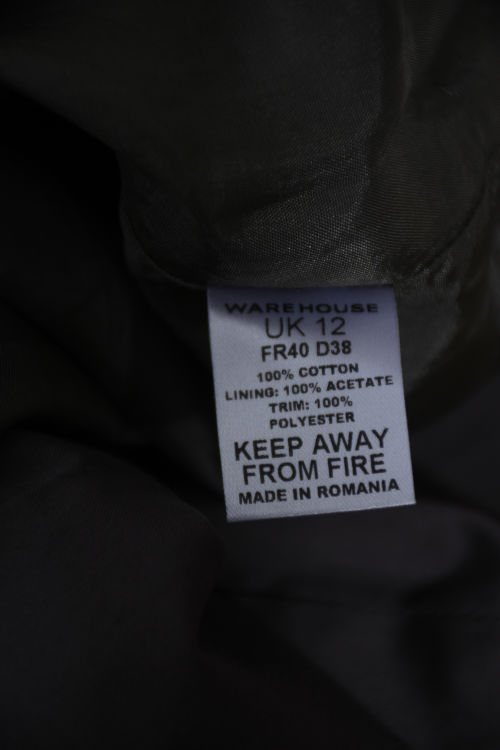 WAREHOUSE
UK 12
FR40 D38
100% COTTON
LINING: 100% ACETATE
TRIM: 100%
POLYESTER
KEEP AWAY
FROM FIRE
MADE IN ROMANIA